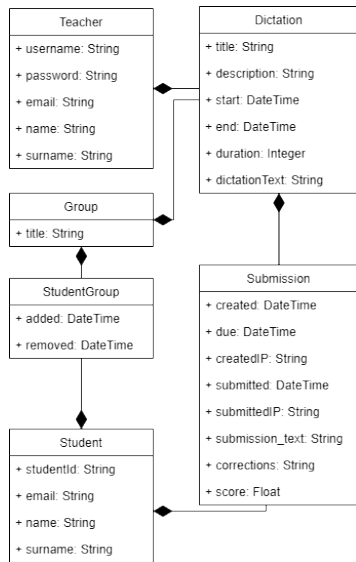 Teacher
+ username: String
+ password: String
+ email: String
+ name: String
+ surname: String
Dictation
+ title: String
+ description: String
+ start: DateTime
+ end: DateTime
+ duration: Integer
+ dictationText: String
Group
+ title: String
StudentGroup
+ added: DateTime
+ removed: DateTime
Submission
+ created: DateTime
+ due: DateTime
+ createdIP: String
+ submitted: DateTime
+ submittedIP: String
+ submission_text: String
+ corrections: String
+ score: Float
Student
+ studentId: String
+ email: String
+ name: String
+ surname: String